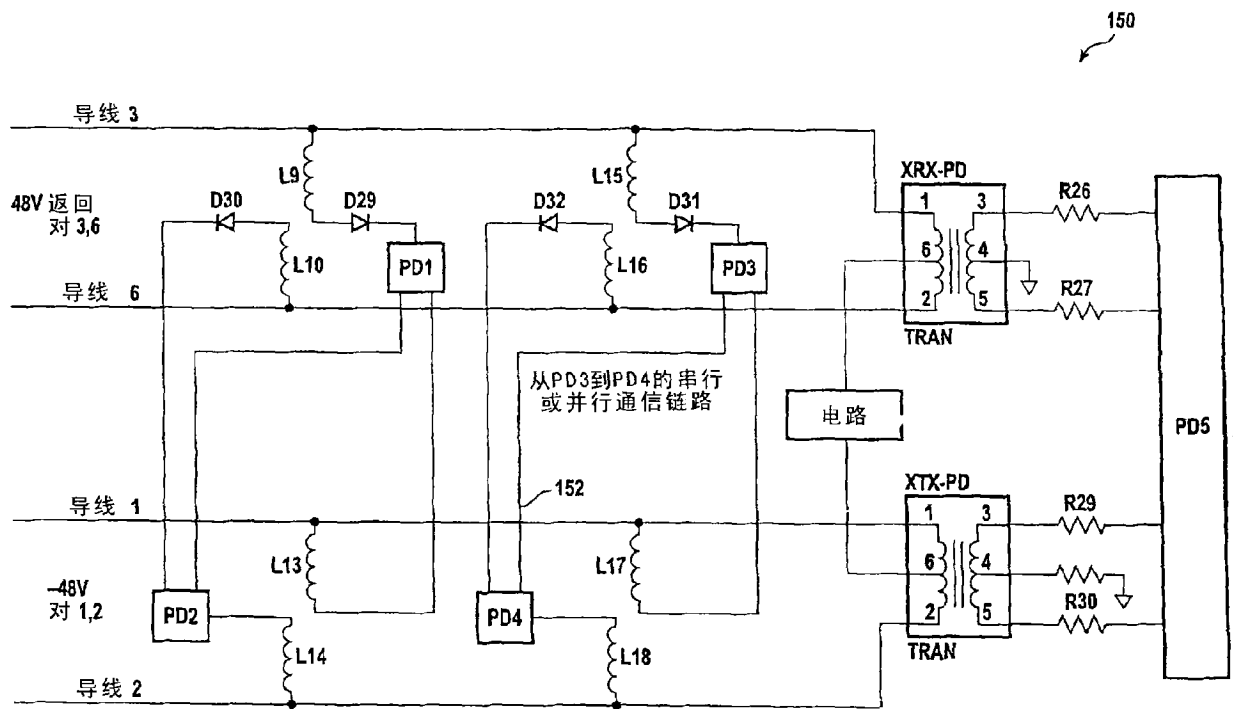 150
导线 3
L9
L15
XRX-PD
48V 返回
对 3,6
D30
D29
D32
D31
1
3
R26
L10
PD1
L16
PD3
6
4
导线 6
2
5
R27
TRAN
从PD3到PD4的串行
或并行通信链路
电路
PD5
152
XTX-PD
导线 1
1
3
R29
L13
L17
6
4
–48V
对 1,2
PD2
PD4
2
5
R30
L14
L18
TRAN
导线 2